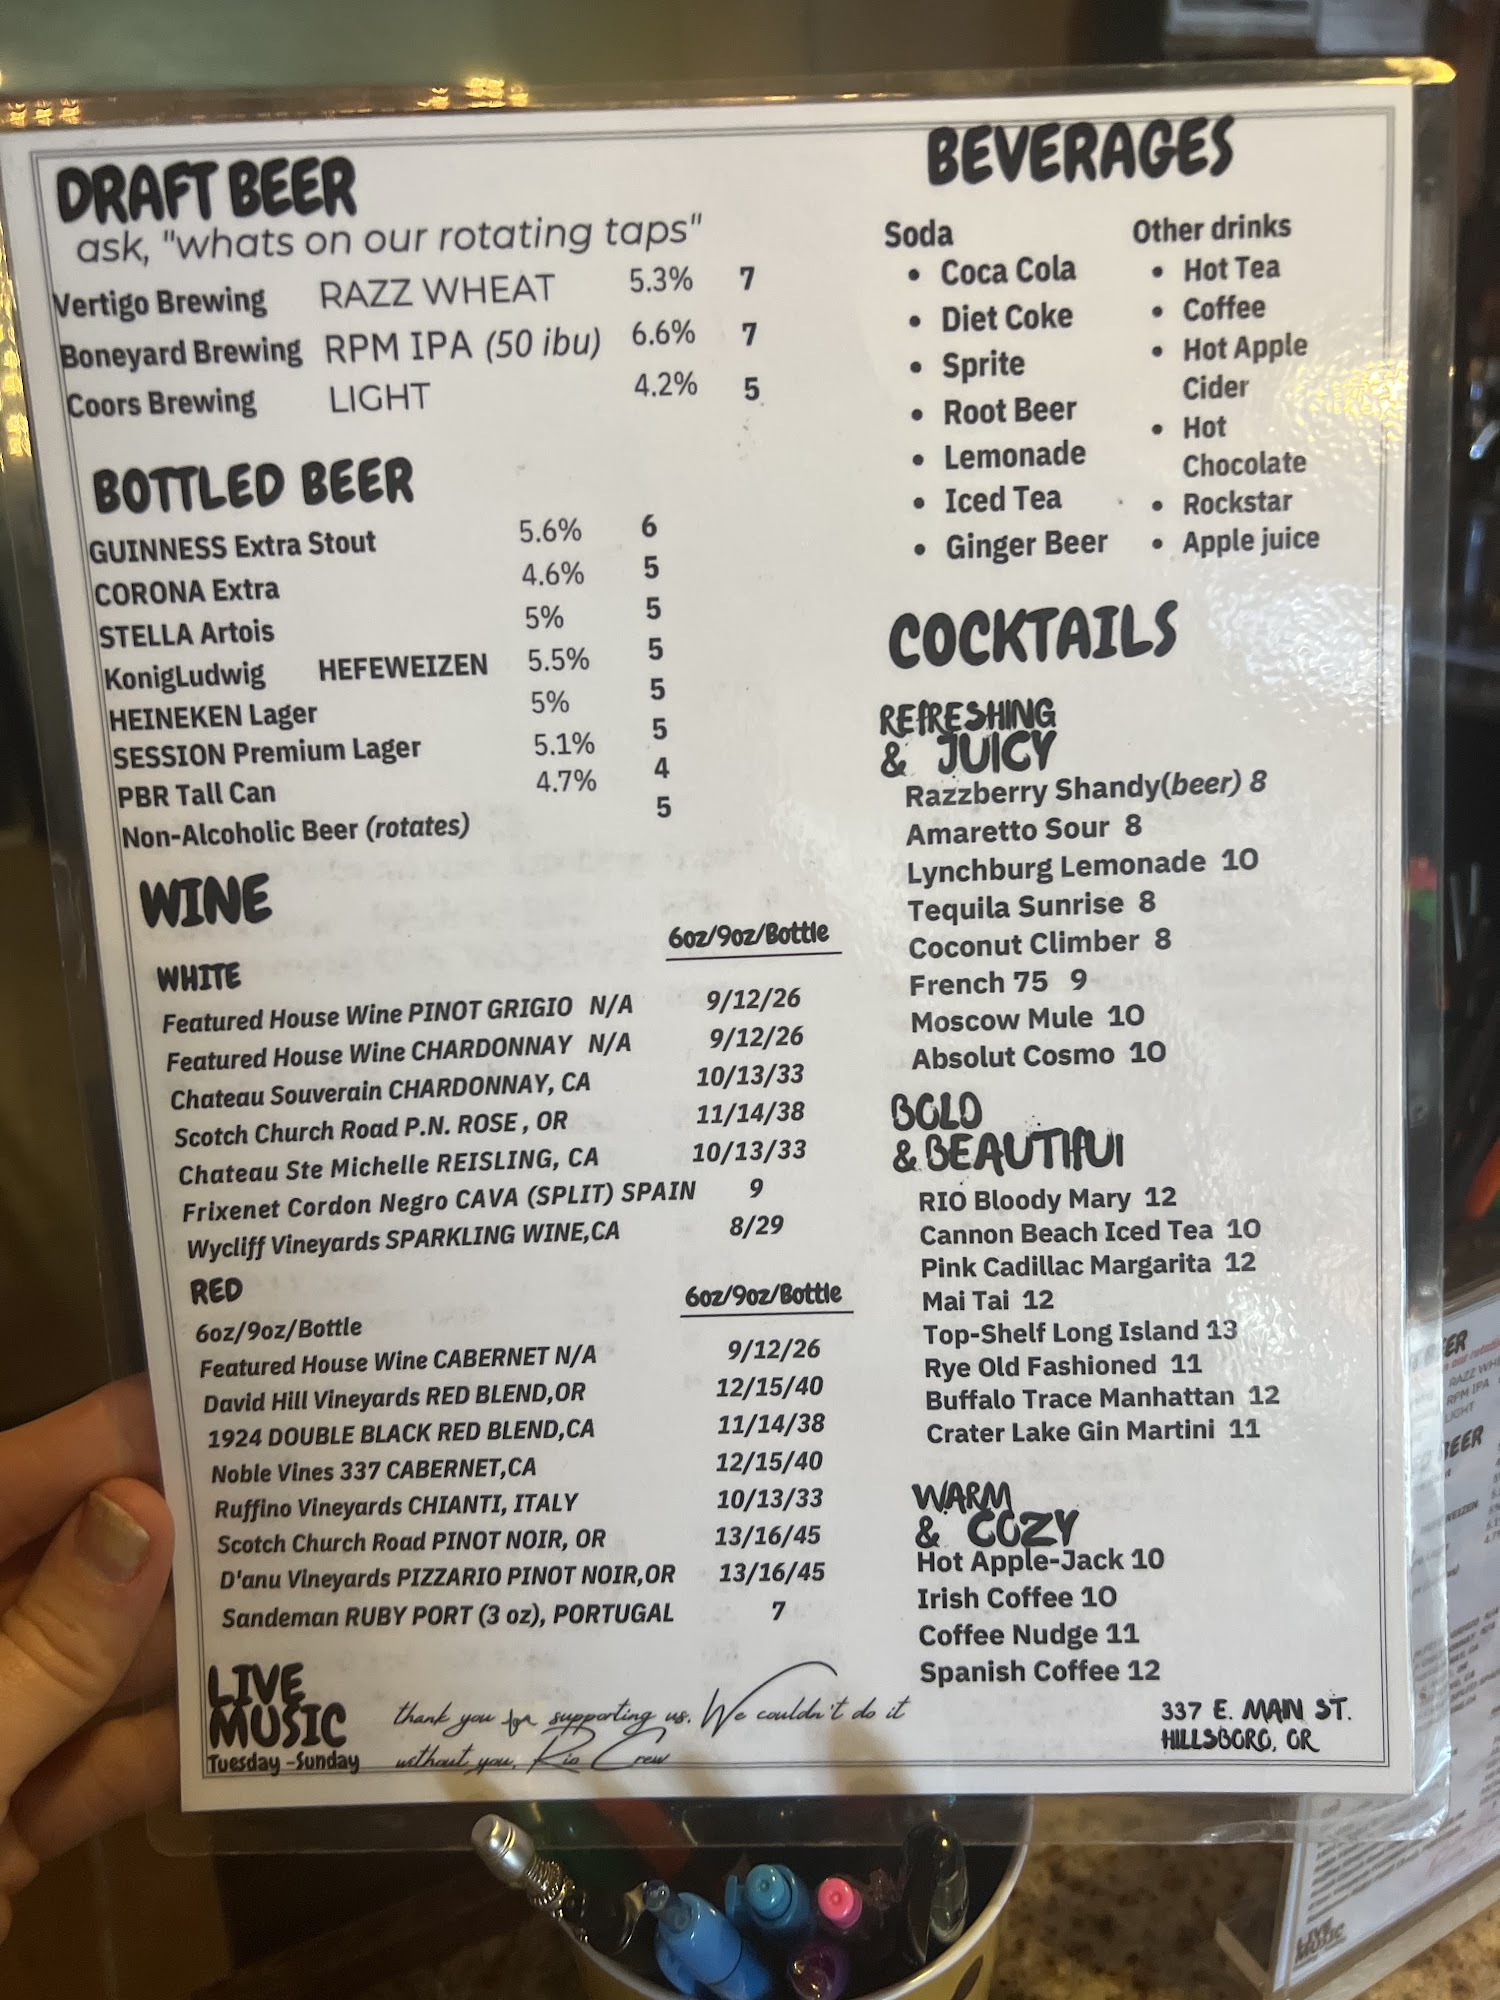 DRAFT BEER
ask, "whats on our rotating taps"
Vertigo Brewing RAZZ WHEAT 5.3% 7
Boneyard Brewing RPM IPA (50 ibu) 6.6% 7
Coors Brewing LIGHT 4.2% 5
BOTTLED BEER
GUINNESS Extra Stout 5.6% 6
CORONA Extra 4.6% 5
STELLA Artois 5% 5
KonigLudwig HEFEWEIZEN 5.5% 5
HEINEKEN Lager 5% 5
SESSION Premium Lager 5.1% 5
PBR Tall Can 4.7% 4
Non-Alcoholic Beer (rotates) 5
WINE
6oz/9oz/Bottle
WHITE
Featured House Wine PINOT GRIGIO N/A 9/12/26
Featured House Wine CHARDONNAY N/A 9/12/26
Chateau Souverain CHARDONNAY, CA 10/13/33
Scotch Church Road P.N. ROSE , OR 11/14/38
Chateau Ste Michelle REISLING, CA 10/13/33
Frixenet Cordon Negro CAVA (SPLIT) SPAIN 9
Wycliff Vineyards SPARKLING WINE,CA 8/29
RED
6oz/9oz/Bottle
6oz/9oz/Bottle
Featured House Wine CABERNET N/A 9/12/26
David Hill Vineyards RED BLEND,OR 12/15/40
1924 DOUBLE BLACK RED BLEND,CA 11/14/38
Noble Vines 337 CABERNET,CA 12/15/40
Ruffino Vineyards CHIANTI, ITALY 10/13/33
Scotch Church Road PINOT NOIR, OR 13/16/45
D'anu Vineyards PIZZARIO PINOT NOIR,OR 13/16/45
Sandeman RUBY PORT (3 oz), PORTUGAL 7
LIVE
MUSIC
Tuesday -Sunday
thank you for supporting us. We couldn't do it
without you. Rio Crew
BEVERAGES
Soda
• Coca Cola
• Diet Coke
• Sprite
• Root Beer
• Lemonade
• Iced Tea
• Ginger Beer
Other drinks
• Hot Tea
• Coffee
• Hot Apple
Cider
• Hot
Chocolate
• Rockstar
• Apple juice
COCKTAILS
REFRESHING
& JUICY
Razzberry Shandy(beer) 8
Amaretto Sour 8
Lynchburg Lemonade 10
Tequila Sunrise 8
Coconut Climber 8
French 75 9
Moscow Mule 10
Absolut Cosmo 10
BOLD
& BEAUTIFUl
RIO Bloody Mary 12
Cannon Beach Iced Tea 10
Pink Cadillac Margarita 12
Mai Tai 12
Top-Shelf Long Island 13
Rye Old Fashioned 11
Buffalo Trace Manhattan 12
Crater Lake Gin Martini 11
WARM
& COZY
Hot Apple-Jack 10
Irish Coffee 10
Coffee Nudge 11
Spanish Coffee 12
337 E. MAIN ST.
HILLSBORO, OR
RAZZ WH
RPM IPA
LIGHT
BEER
LIVE
MUSIC